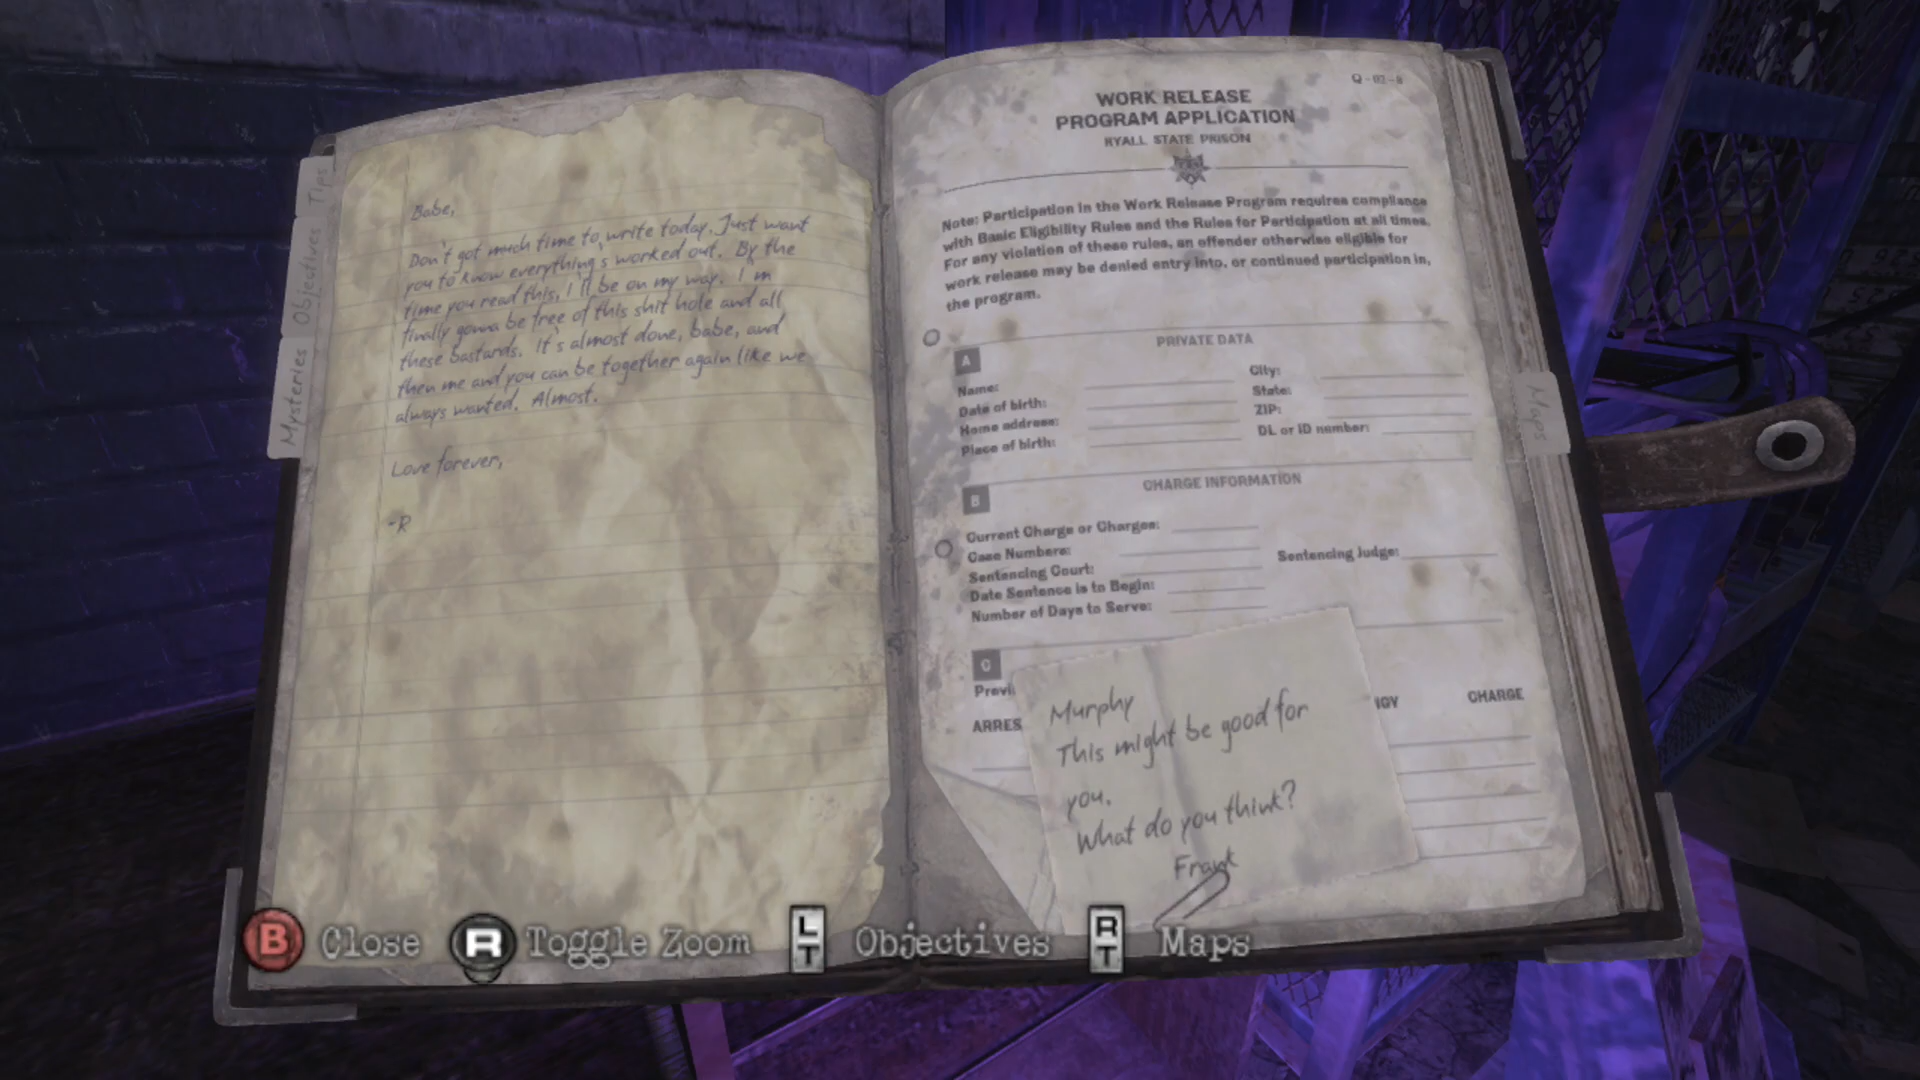 Tips
Objectives
Mysteries
Babe,
Don't got much time to write today. Just want
you to know everything's worked out. By the
time you read this, I'll be on my way. I'm
finally gonna be free of this shit hole and all
these bastards. It's almost done, babe, and
then me and you can be together again like we
always wanted. Almost.
Love forever,
-R
Q-02-8
WORK RELEASE
PROGRAM APPLICATION
RYALL STATE PRISON
Note: Participation in the Work Release Program requires compliance
with Basic Eligibility Rules and the Rules for Participation at all times.
For any violation of these rules, an offender otherwise eligible for
work release may be denied entry into, or continued participation in,
the program.
A
PRIVATE DATA
Name:
Date of birth:
Home address:
Place of birth:
City:
State:
ZIP:
DL or ID number:
B
CHARGE INFORMATION
Current Charge or Charges:
Case Numbers:
Sentencing Court:
Date Sentence is to Begin:
Number of Days to Serve:
Sentencing Judge:
C
Previ
ARRES
NCY
CHARGE
Murphy
This might be good for
you.
What do you think?
Frank
Maps
B Close
R Toggle Zoom
LT Objectives
RT Maps